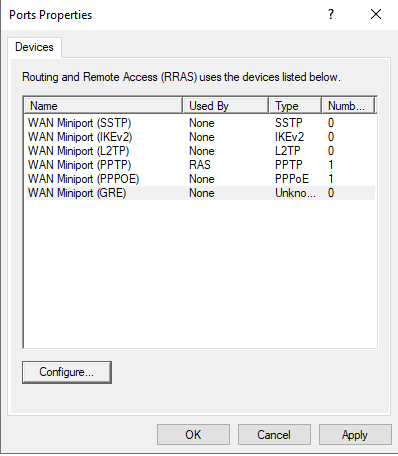 Ports Properties
Devices
Routing and Remote Access (RRAS) uses the devices listed below.
Name Used By Type Numb...
WAN Miniport (SSTP) None SSTP 0
WAN Miniport (IKEv2) None IKEv2 0
WAN Miniport (L2TP) None L2TP 0
WAN Miniport (PPTP) RAS PPTP 1
WAN Miniport (PPPOE) None PPPoE 1
WAN Miniport (GRE) None Unkno... 0
Configure...
OK Cancel Apply